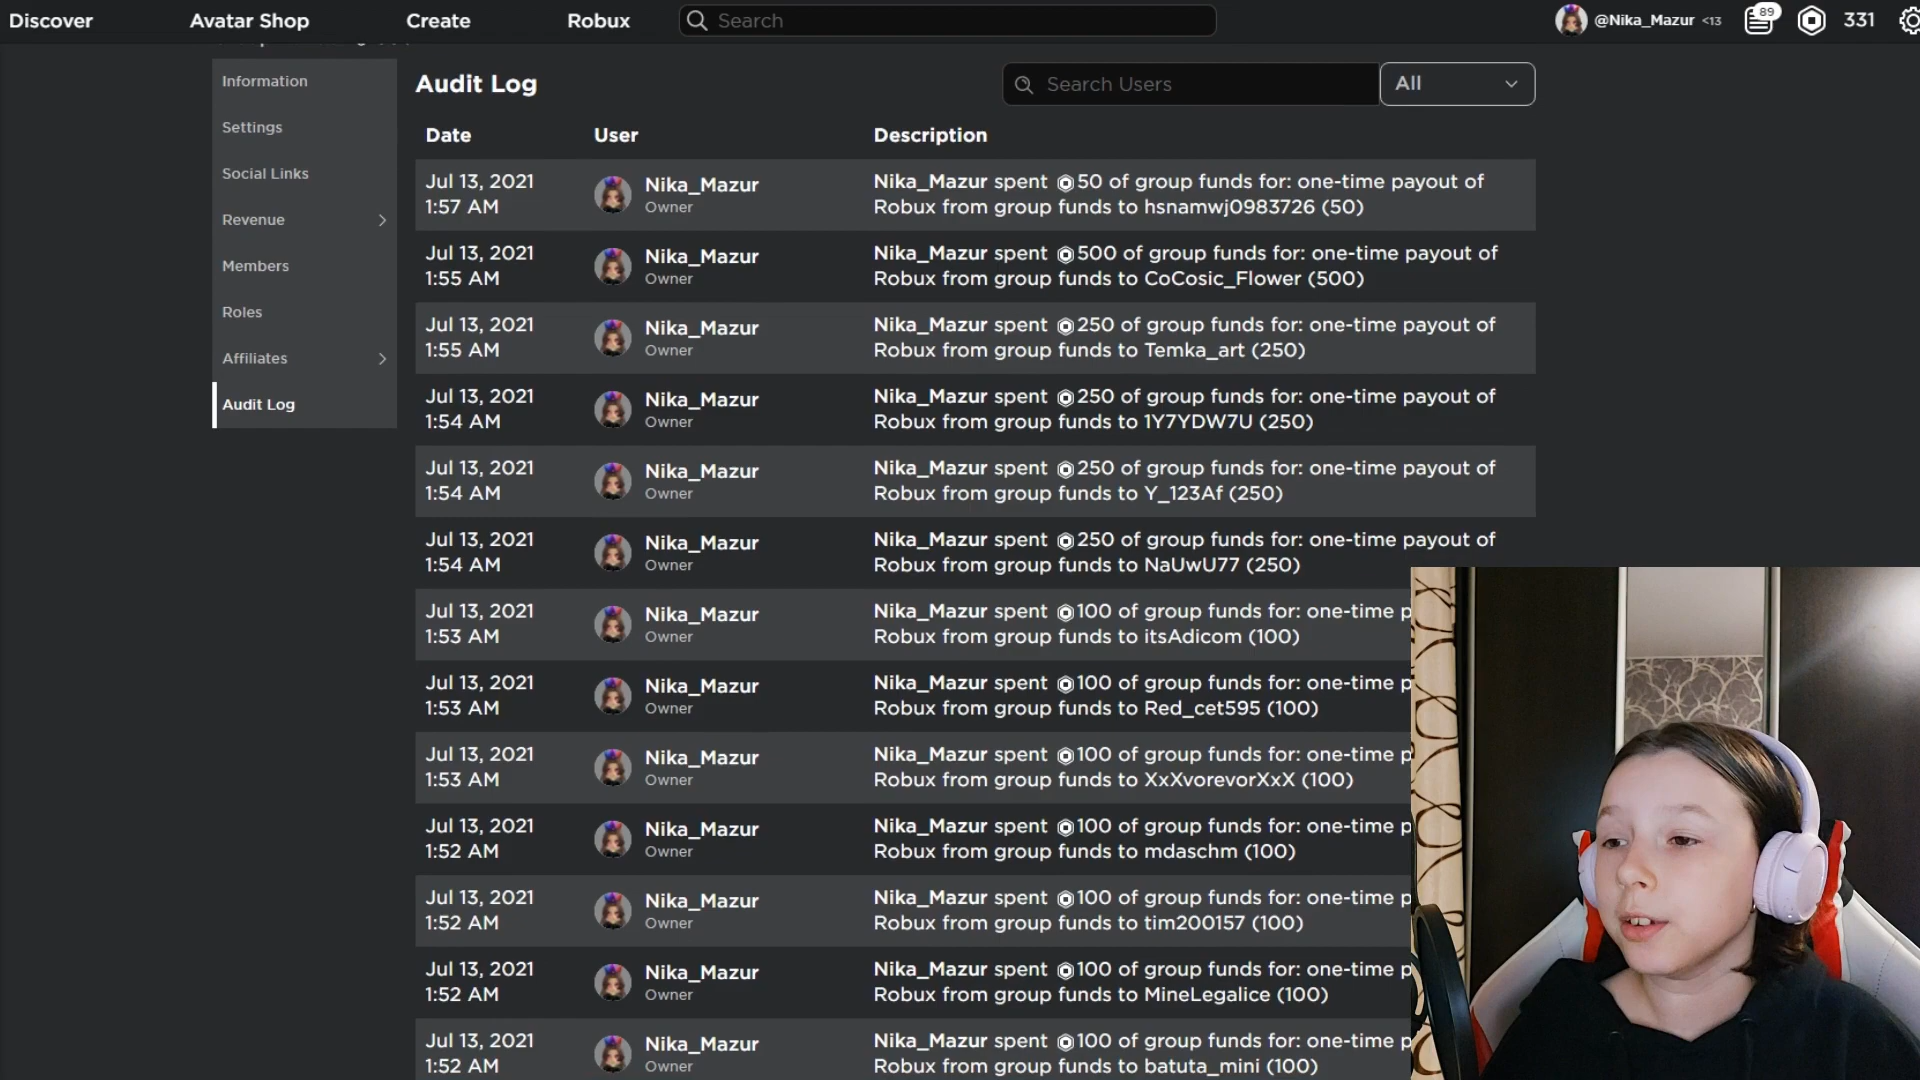 Discover Avatar Shop Create Robux Search @Nika_Mazur <13 89 331
Information
Settings
Social Links
Revenue
Members
Roles
Affiliates
Audit Log
Audit Log Search Users All
Date User Description
Jul 13, 2021 Nika_Mazur Nika_Mazur spent 50 of group funds for: one-time payout of
1:57 AM Owner Robux from group funds to hsnamwj0983726 (50)
Jul 13, 2021 Nika_Mazur Nika_Mazur spent 500 of group funds for: one-time payout of
1:55 AM Owner Robux from group funds to CoCosic_Flower (500)
Jul 13, 2021 Nika_Mazur Nika_Mazur spent 250 of group funds for: one-time payout of
1:55 AM Owner Robux from group funds to Temka_art (250)
Jul 13, 2021 Nika_Mazur Nika_Mazur spent 250 of group funds for: one-time payout of
1:54 AM Owner Robux from group funds to 1Y7YDW7U (250)
Jul 13, 2021 Nika_Mazur Nika_Mazur spent 250 of group funds for: one-time payout of
1:54 AM Owner Robux from group funds to Y_123Af (250)
Jul 13, 2021 Nika_Mazur Nika_Mazur spent 250 of group funds for: one-time payout of
1:54 AM Owner Robux from group funds to NaUwU77 (250)
Jul 13, 2021 Nika_Mazur Nika_Mazur spent 100 of group funds for: one-time p
1:53 AM Owner Robux from group funds to itsAdicom (100)
Jul 13, 2021 Nika_Mazur Nika_Mazur spent 100 of group funds for: one-time p
1:53 AM Owner Robux from group funds to Red_cet595 (100)
Jul 13, 2021 Nika_Mazur Nika_Mazur spent 100 of group funds for: one-time p
1:53 AM Owner Robux from group funds to XxXvorevorXxX (100)
Jul 13, 2021 Nika_Mazur Nika_Mazur spent 100 of group funds for: one-time p
1:52 AM Owner Robux from group funds to mdaschm (100)
Jul 13, 2021 Nika_Mazur Nika_Mazur spent 100 of group funds for: one-time p
1:52 AM Owner Robux from group funds to tim200157 (100)
Jul 13, 2021 Nika_Mazur Nika_Mazur spent 100 of group funds for: one-time p
1:52 AM Owner Robux from group funds to MineLegalice (100)
Jul 13, 2021 Nika_Mazur Nika_Mazur spent 100 of group funds for: one-time p
1:52 AM Owner Robux from group funds to batuta_mini (100)